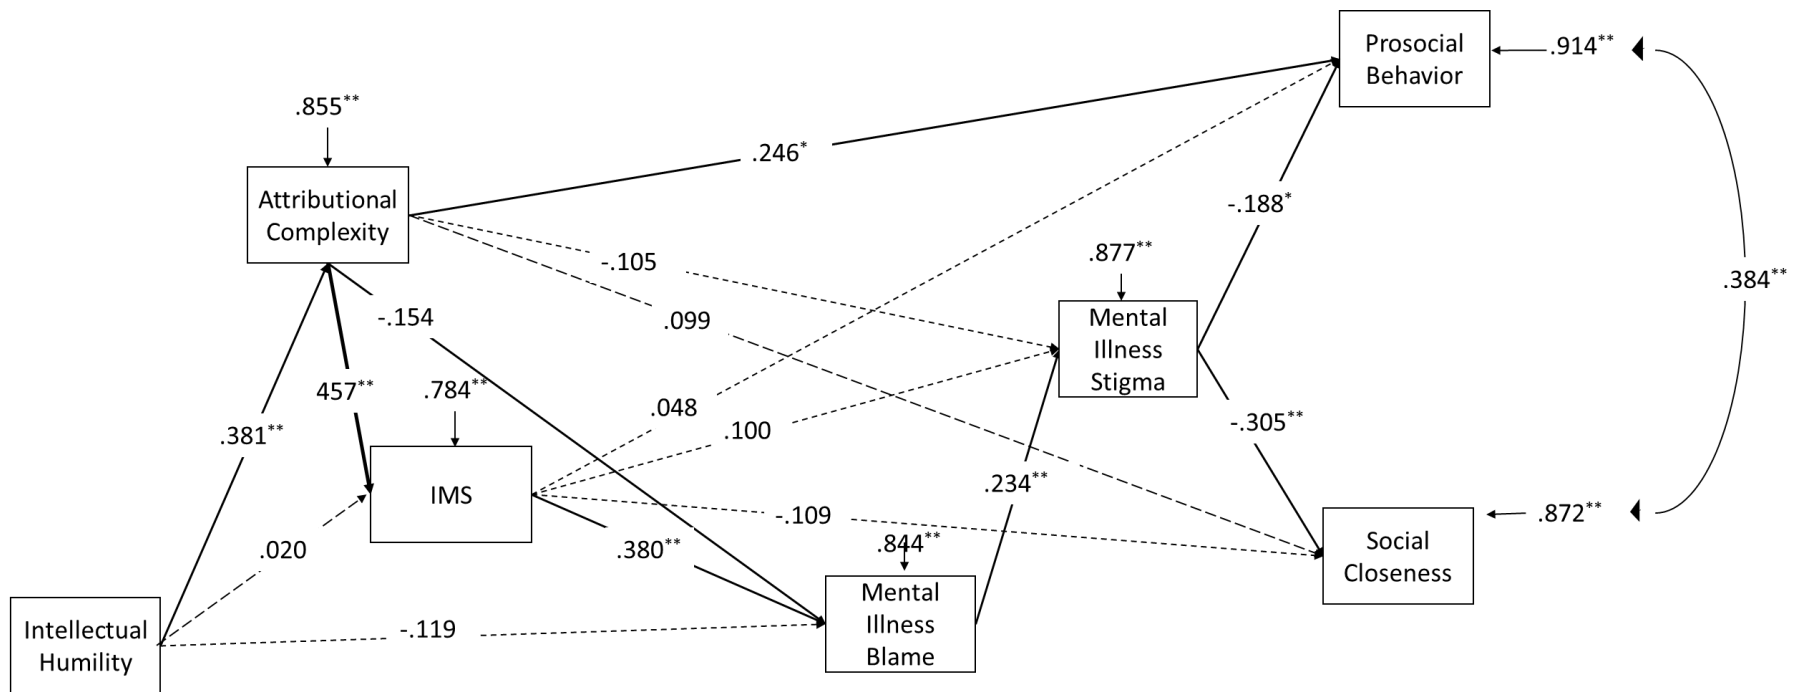 Prosocial
Behavior
.914**
.855**
.246*
Attributional
Complexity
-.188*
-.105
.877**
.384**
-.154
.099
Mental
Illness
Stigma
457**
.784**
.048
.381**
.100
-.305**
IMS
.234**
-.109
.872**
.020
.380**
.844**
Social
Closeness
Intellectual
Humility
-.119
Mental
Illness
Blame